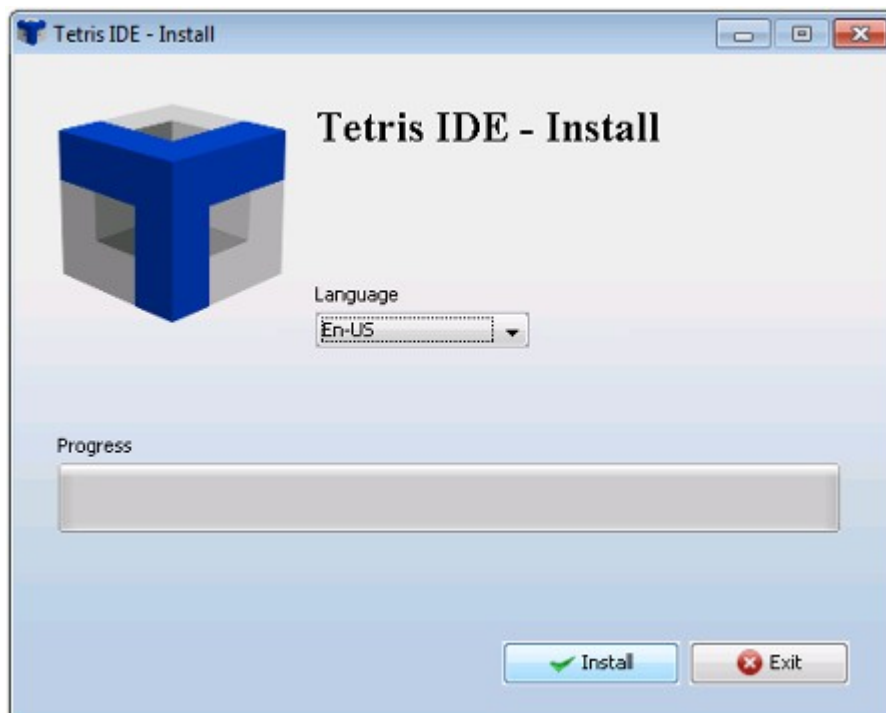 Tetris IDE - Install
Tetris IDE - Install
Language
En-US
Progress
Install
Exit